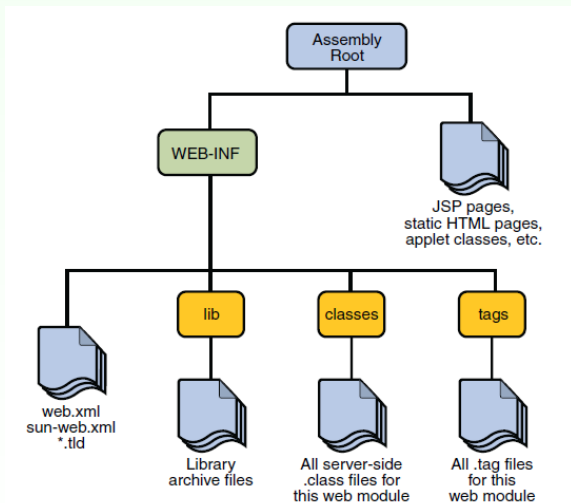 Assembly
Root
WEB-INF
JSP pages,
static HTML pages,
applet classes, etc.
lib
classes
tags
web.xml
sun-web.xml
*.tld
Library
archive files
All server-side
.class files for
this web module
All .tag files
for this
web module